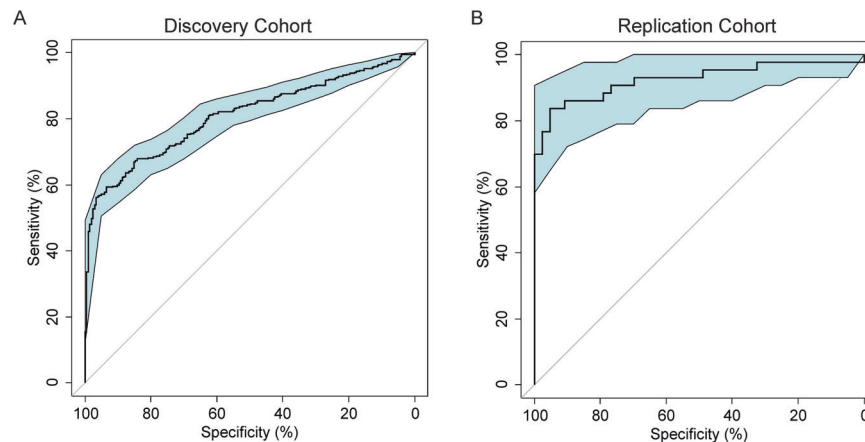 A
Discovery Cohort
Sensitivity (%)
100
80
60
40
20
0
100 80 60 40 20 0
Specificity (%)
B
Replication Cohort
Sensitivity (%)
100
80
60
40
20
0
100 80 60 40 20 0
Specificity (%)